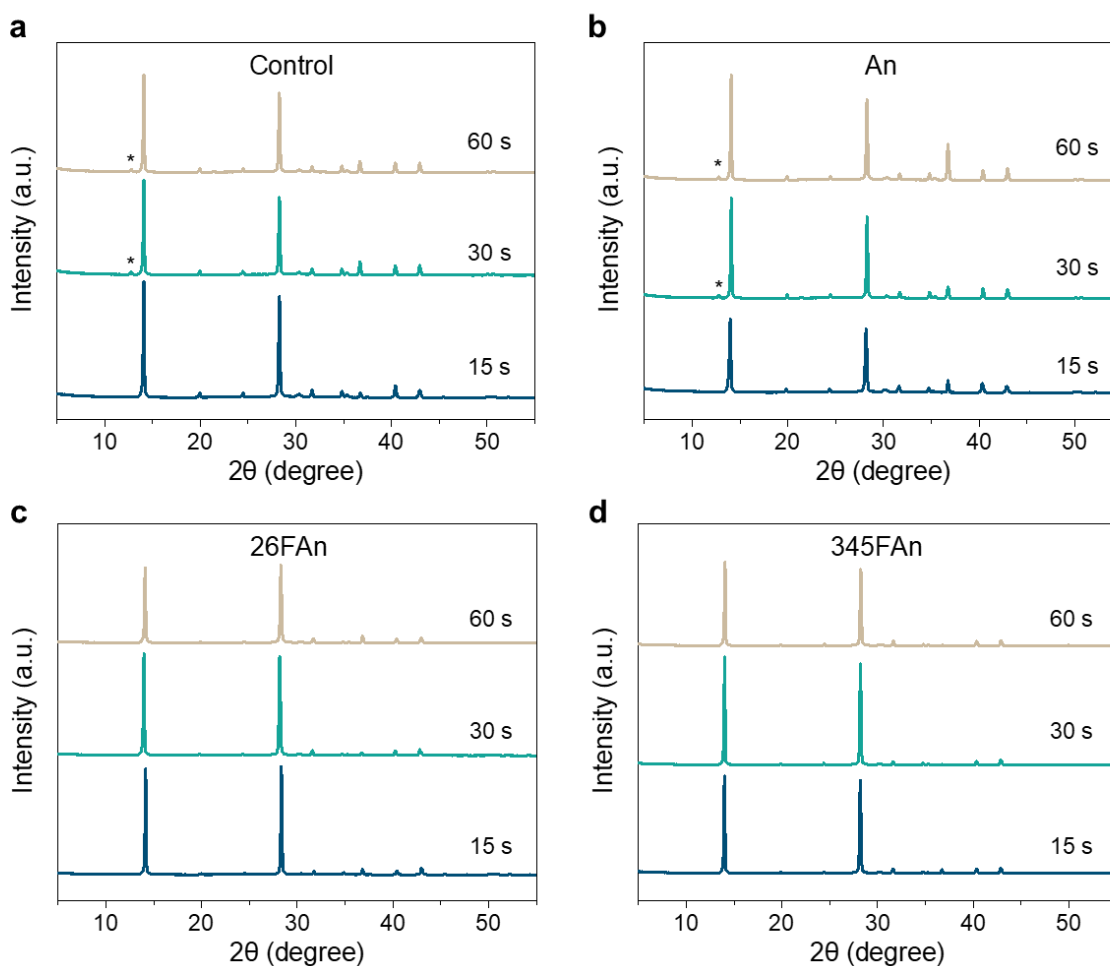 a
Control
60 s
*
30 s
*
15 s
Intensity (a.u.)
10 20 30 40 50
2θ (degree)
b
An
60 s
*
30 s
*
15 s
Intensity (a.u.)
10 20 30 40 50
2θ (degree)
c
26FAn
60 s
30 s
15 s
Intensity (a.u.)
10 20 30 40 50
2θ (degree)
d
345FAn
60 s
30 s
15 s
Intensity (a.u.)
10 20 30 40 50
2θ (degree)